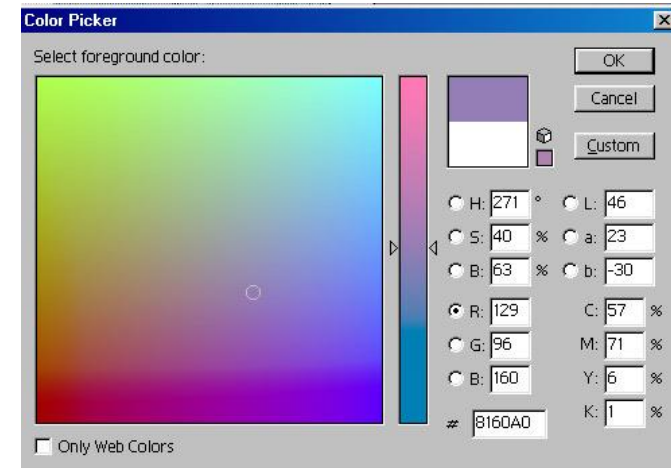 Color Picker
Select foreground color:
OK
Cancel
Custom
H: 271 ° L: 46
S: 40 % a: 23
B: 63 % b: -30
R: 129 C: 57 %
G: 96 M: 71 %
B: 160 Y: 6 %
# 8160A0 K: 1 %
Only Web Colors